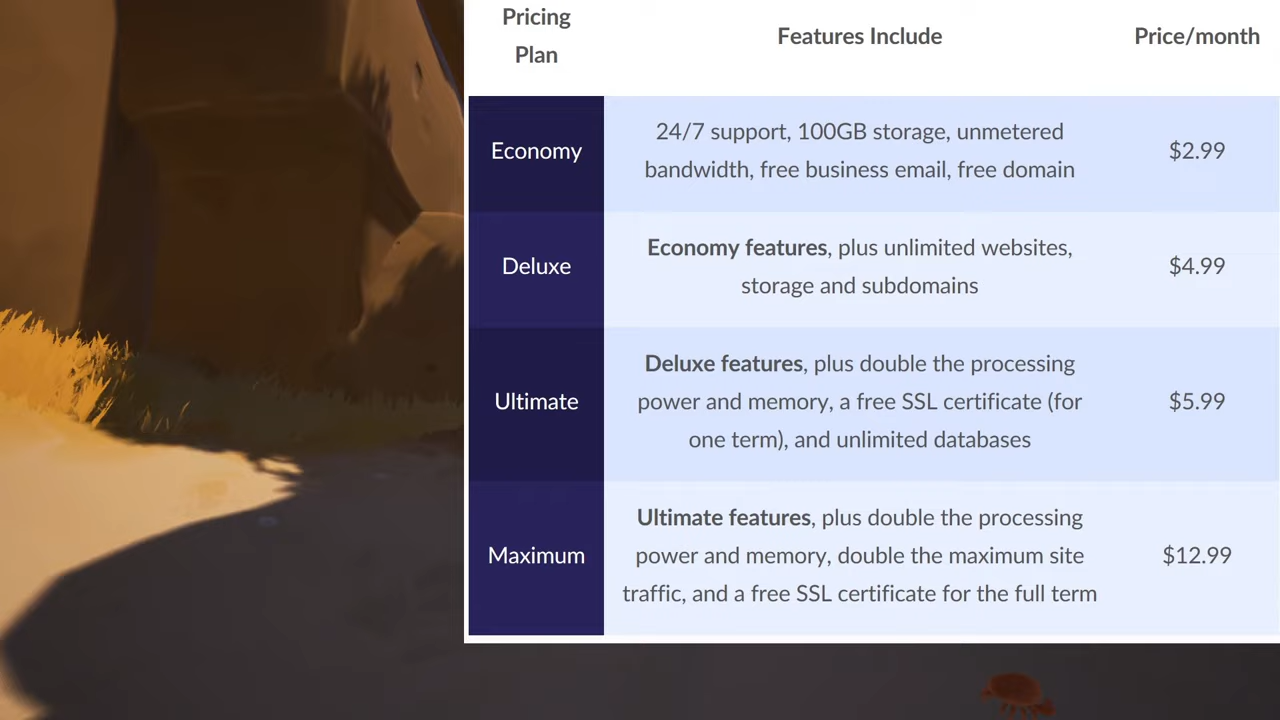 Pricing
Plan
Features Include
Price/month
Economy
24/7 support, 100GB storage, unmetered
bandwidth, free business email, free domain
$2.99
Deluxe
Economy features, plus unlimited websites,
storage and subdomains
$4.99
Ultimate
Deluxe features, plus double the processing
power and memory, a free SSL certificate (for
one term), and unlimited databases
$5.99
Maximum
Ultimate features, plus double the processing
power and memory, double the maximum site
traffic, and a free SSL certificate for the full term
$12.99